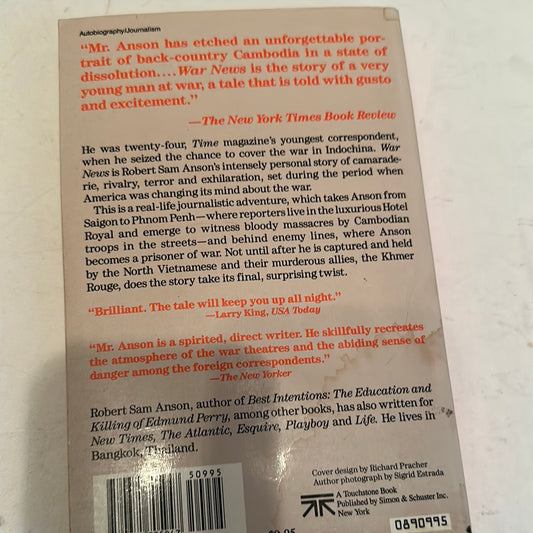 Autobiography/Journalism
“Mr. Anson has etched an unforgettable por-
trait of back-country Cambodia in a state of
dissolution.... War News is the story of a very
young man at war, a tale that is told with gusto
and excitement.”
—The New York Times Book Review
He was twenty-four, Time magazine’s youngest correspondent,
when he seized the chance to cover the war in Indochina. War
News is Robert Sam Anson’s intensely personal story of camarade-
rie, rivalry, terror and exhilaration, set during the period when
America was changing its mind about the war.
This is a real-life journalistic adventure, which takes Anson from
Saigon to Phnom Penh—where reporters live in the luxurious Hotel
Royal and emerge to witness bloody massacres by Cambodian
troops in the streets—and behind enemy lines, where Anson
becomes a prisoner of war. Not until after he is captured and held
by the North Vietnamese and their murderous allies, the Khmer
Rouge, does the story take its final, surprising twist.
“Brilliant. The tale will keep you up all night.”
—Larry King, USA Today
“Mr. Anson is a spirited, direct writer. He skillfully recreates
the atmosphere of the war theatres and the abiding sense of
danger among the foreign correspondents.”
—The New Yorker
Robert Sam Anson, author of Best Intentions: The Education and
Killing of Edmund Perry, among other books, has also written for
New Times, The Atlantic, Esquire, Playboy and Life. He lives in
Bangkok, Thailand.
50995
Cover design by Richard Pracher
Author photograph by Sigrid Estrada
A Touchstone Book
Published by Simon & Schuster Inc.
New York
0890995